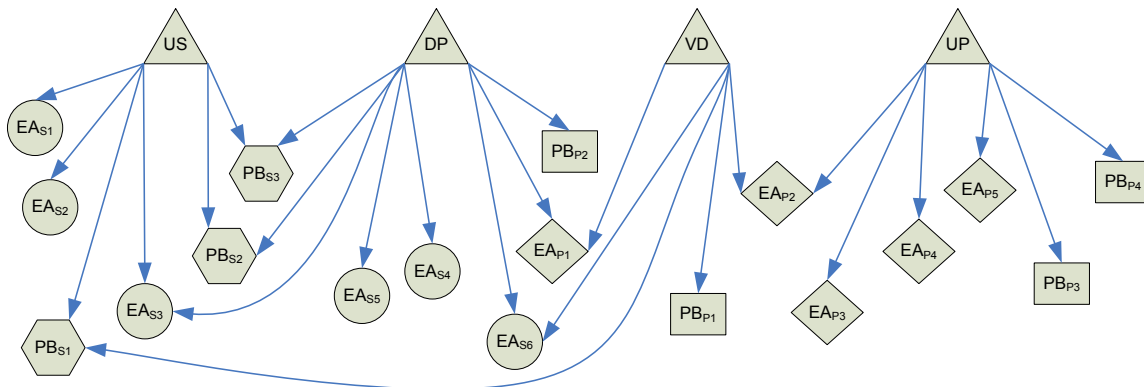 US
DP
VD
UP
EAS1
PBS3
PBP2
EAS2
EAP2
EAP5
PBP4
PBS2
EAP1
EAP4
EAS5
EAS4
PBP3
PBS1
EAS3
EAS6
PBP1
EAP3